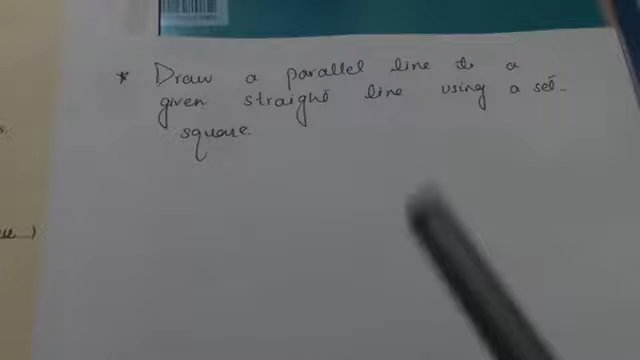 * Draw a parallel line to a
given straight line using a set-
square.